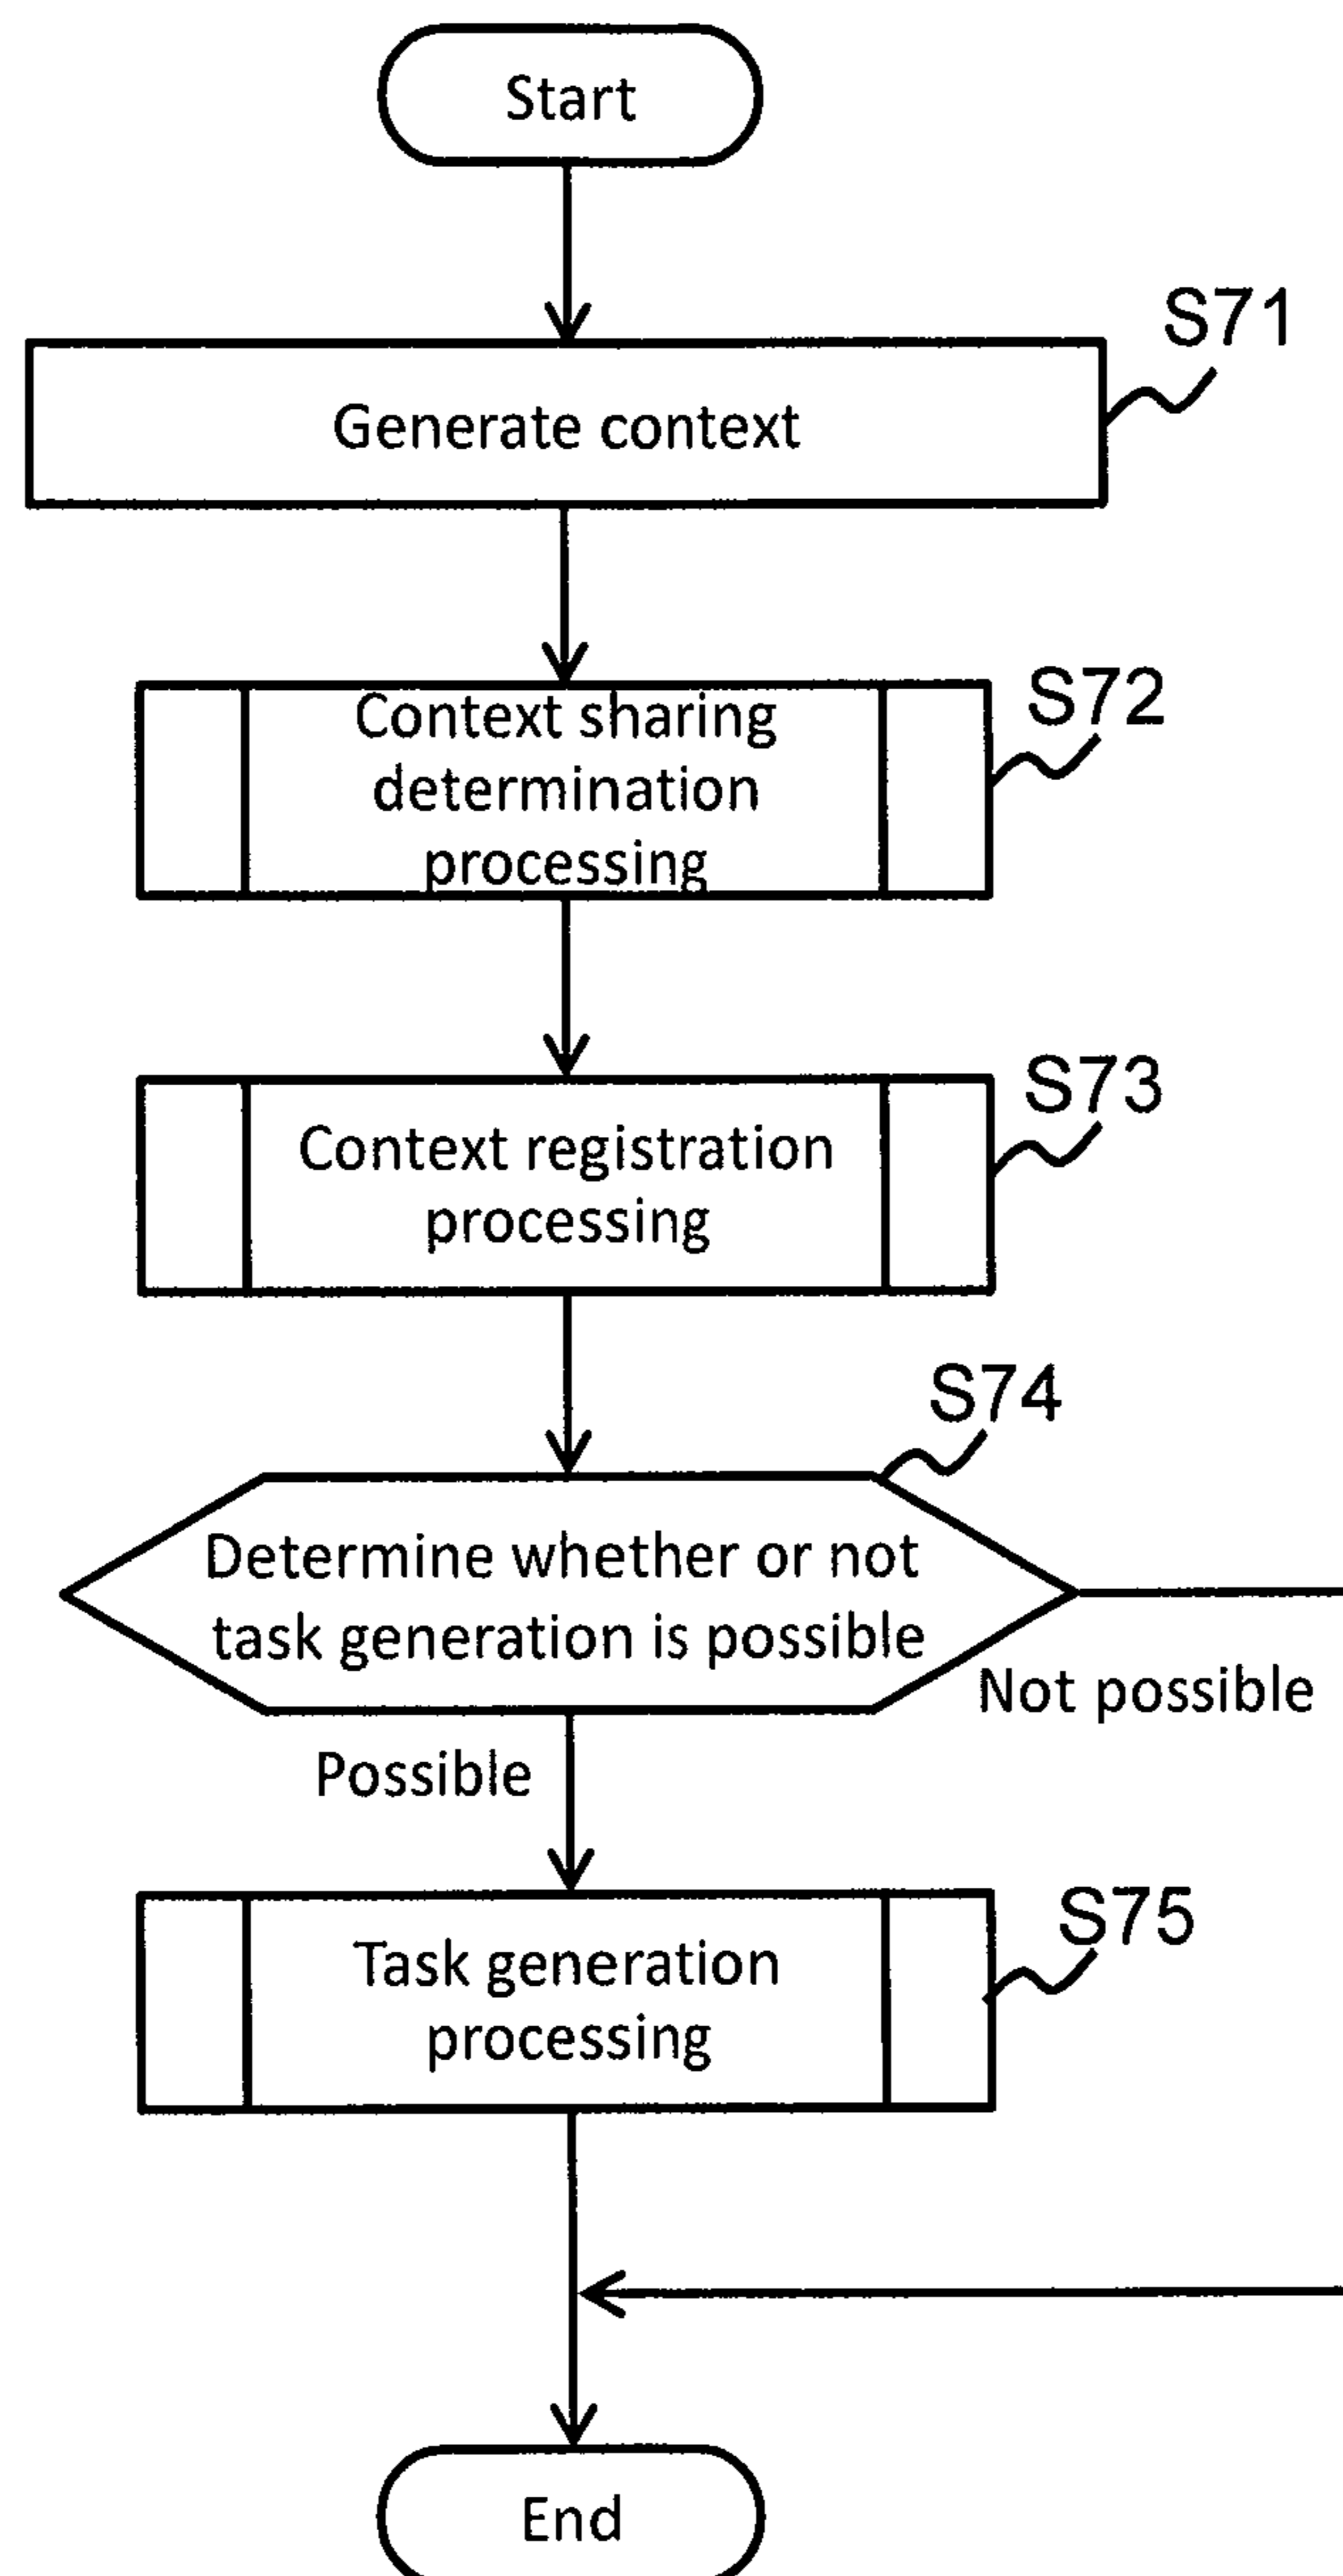 Start
S71
Generate context
S72
Context sharing
determination
processing
S73
Context registration
processing
S74
Determine whether or not
task generation is possible
Not possible
Possible
S75
Task generation
processing
End